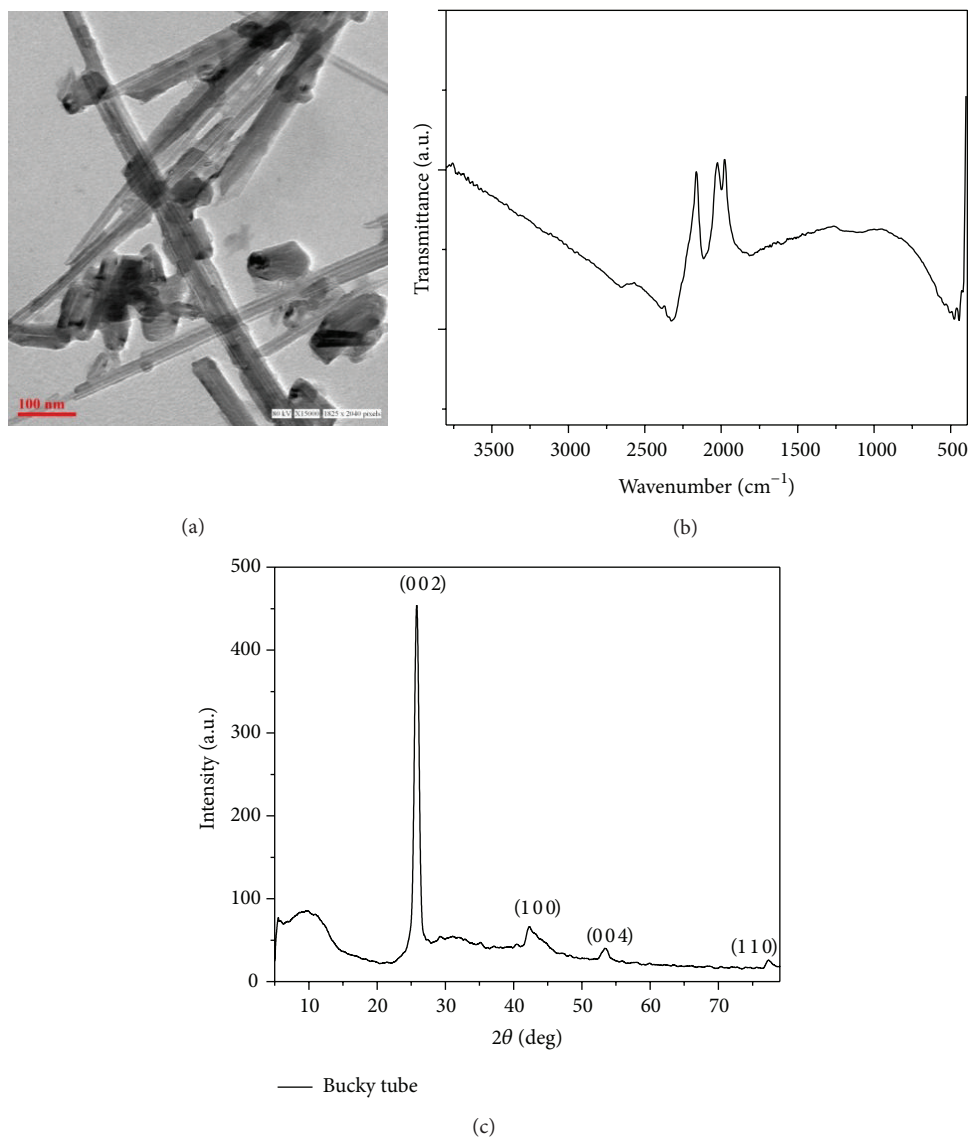 100 nm
80 kV X15000 1825 x 2040 pixels
Transmittance (a.u.)
3500 3000 2500 2000 1500 1000 500
Wavenumber (cm⁻¹)
(a)
(b)
500
400
300
200
100
0
Intensity (a.u.)
(0 0 2)
(1 0 0)
(0 0 4)
(1 1 0)
10 20 30 40 50 60 70
2θ (deg)
Bucky tube
(c)